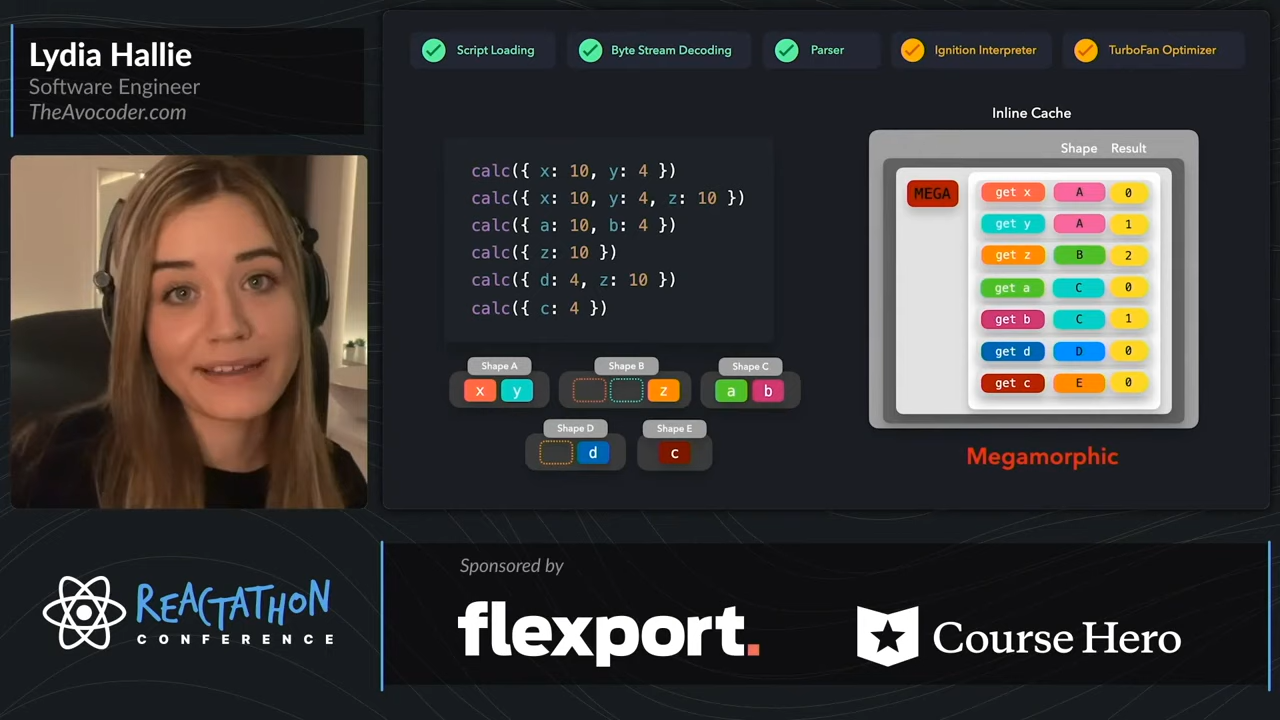 Lydia Hallie
Software Engineer
TheAvocoder.com
Script Loading
Byte Stream Decoding
Parser
Ignition Interpreter
TurboFan Optimizer
calc({ x: 10, y: 4 })
calc({ x: 10, y: 4, z: 10 })
calc({ a: 10, b: 4 })
calc({ z: 10 })
calc({ d: 4, z: 10 })
calc({ c: 4 })
Shape A
x y
Shape B
z
Shape C
a b
Shape D
d
Shape E
c
Inline Cache
Shape Result
MEGA
get x A 0
get y A 1
get z B 2
get a C 0
get b C 1
get d D 0
get c E 0
Megamorphic
REACTATHON
CONFERENCE
Sponsored by
flexport.
Course Hero